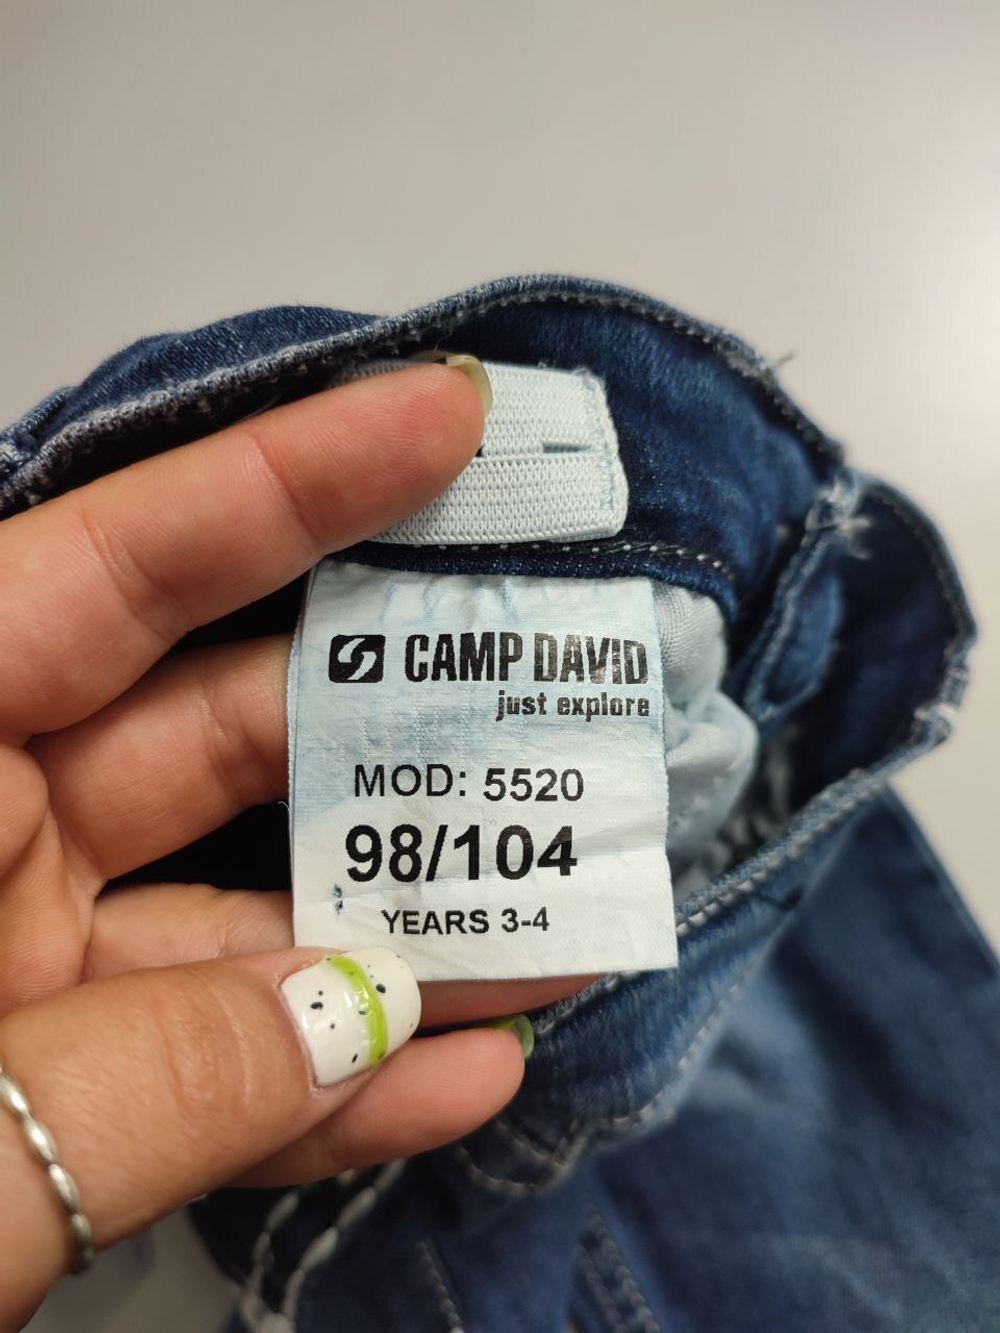 CAMP DAVID
just explore
MOD: 5520
98/104
YEARS 3-4